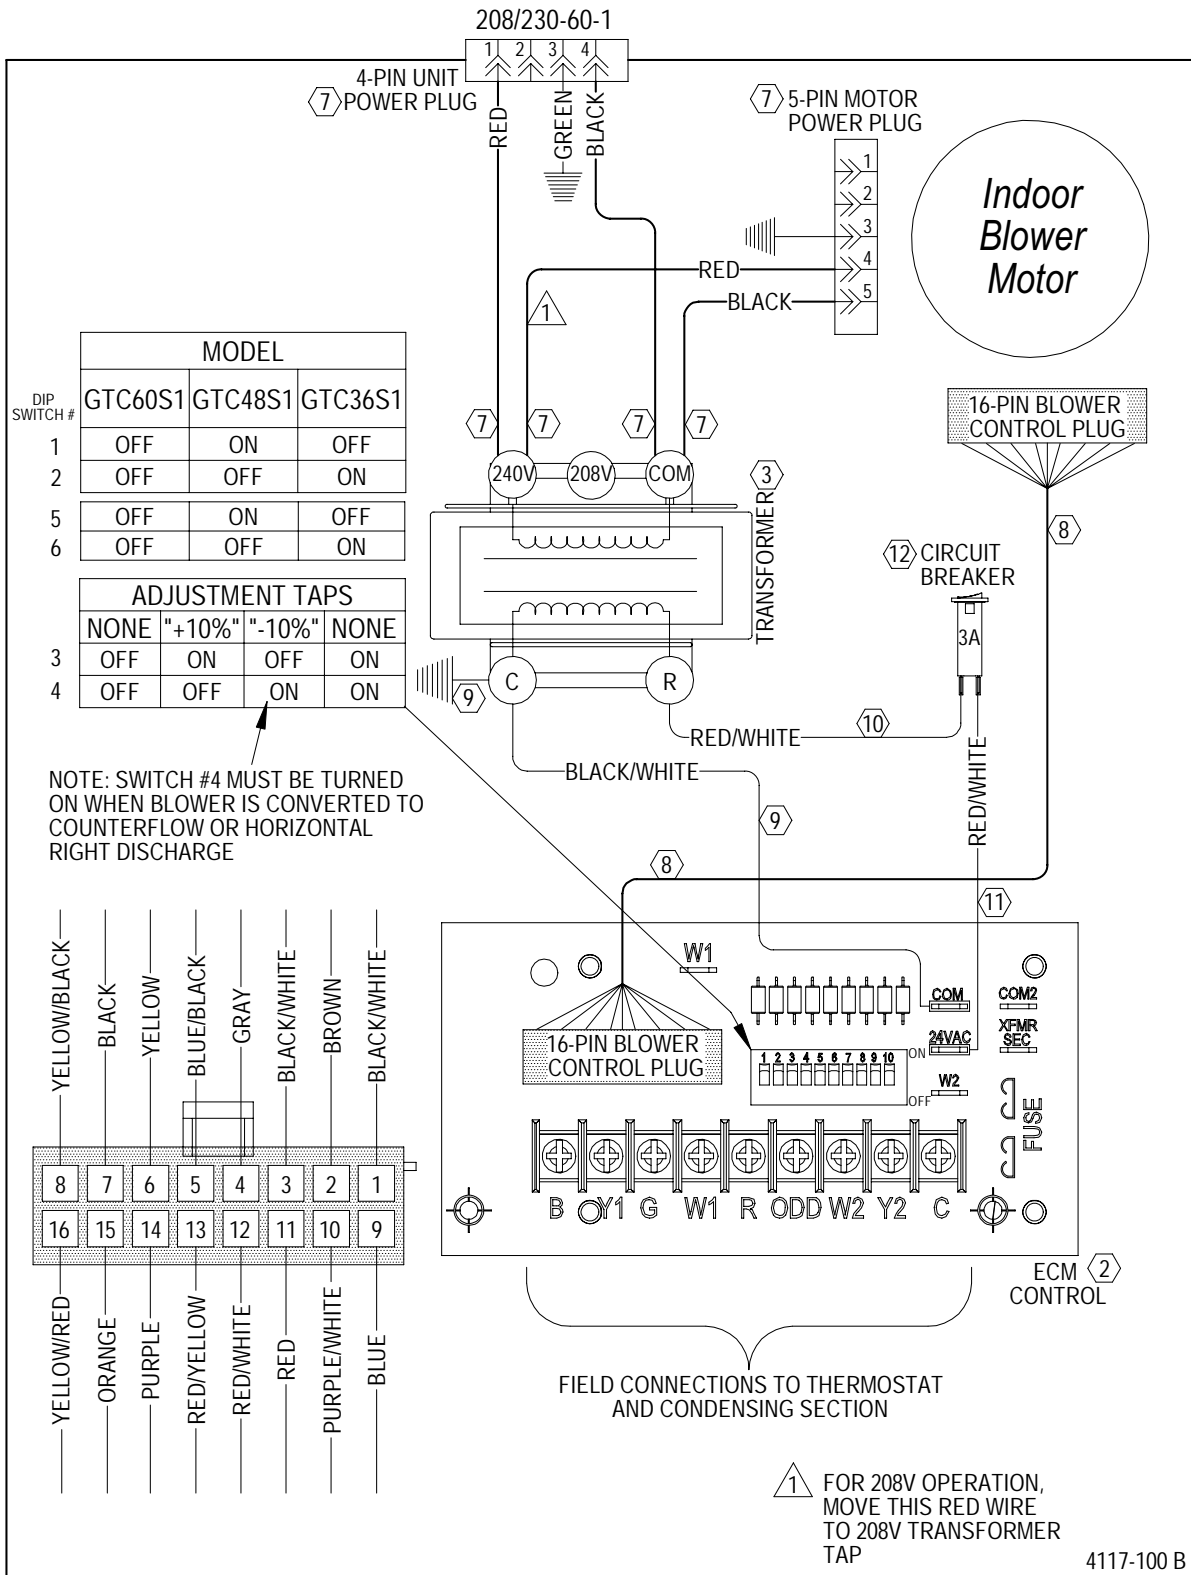 208/230-60-1
1 2 3 4
4-PIN UNIT
7 POWER PLUG
RED
GREEN
BLACK
7 5-PIN MOTOR
POWER PLUG
1
2
3
4
5
Indoor
Blower
Motor
RED
BLACK
1
MODEL
DIP
SWITCH #
GTC60S1 GTC48S1 GTC36S1
1 OFF ON OFF
2 OFF OFF ON
5 OFF ON OFF
6 OFF OFF ON
ADJUSTMENT TAPS
NONE "+10%" "-10%" NONE
3 OFF ON OFF ON
4 OFF OFF ON ON
NOTE: SWITCH #4 MUST BE TURNED
ON WHEN BLOWER IS CONVERTED TO
COUNTERFLOW OR HORIZONTAL
RIGHT DISCHARGE
7 7 7 7
240V 208V COM
3
TRANSFORMER
C R
9
16-PIN BLOWER
CONTROL PLUG
8
12 CIRCUIT
BREAKER
3A
RED/WHITE
10
BLACK/WHITE
9
RED/WHITE
8
11
W1
COM
COM2
24VAC
XFMR
SEC
W2
FUSE
16-PIN BLOWER
CONTROL PLUG
1 2 3 4 5 6 7 8 9 10
ON
OFF
B Y1 G W1 R ODD W2 Y2 C
ECM 2
CONTROL
FIELD CONNECTIONS TO THERMOSTAT
AND CONDENSING SECTION
YELLOW/BLACK
BLACK
YELLOW
BLUE/BLACK
GRAY
BLACK/WHITE
BROWN
BLACK/WHITE
8 7 6 5 4 3 2 1
16 15 14 13 12 11 10 9
YELLOW/RED
ORANGE
PURPLE
RED/YELLOW
RED/WHITE
RED
PURPLE/WHITE
BLUE
1 FOR 208V OPERATION,
MOVE THIS RED WIRE
TO 208V TRANSFORMER
TAP
4117-100 B